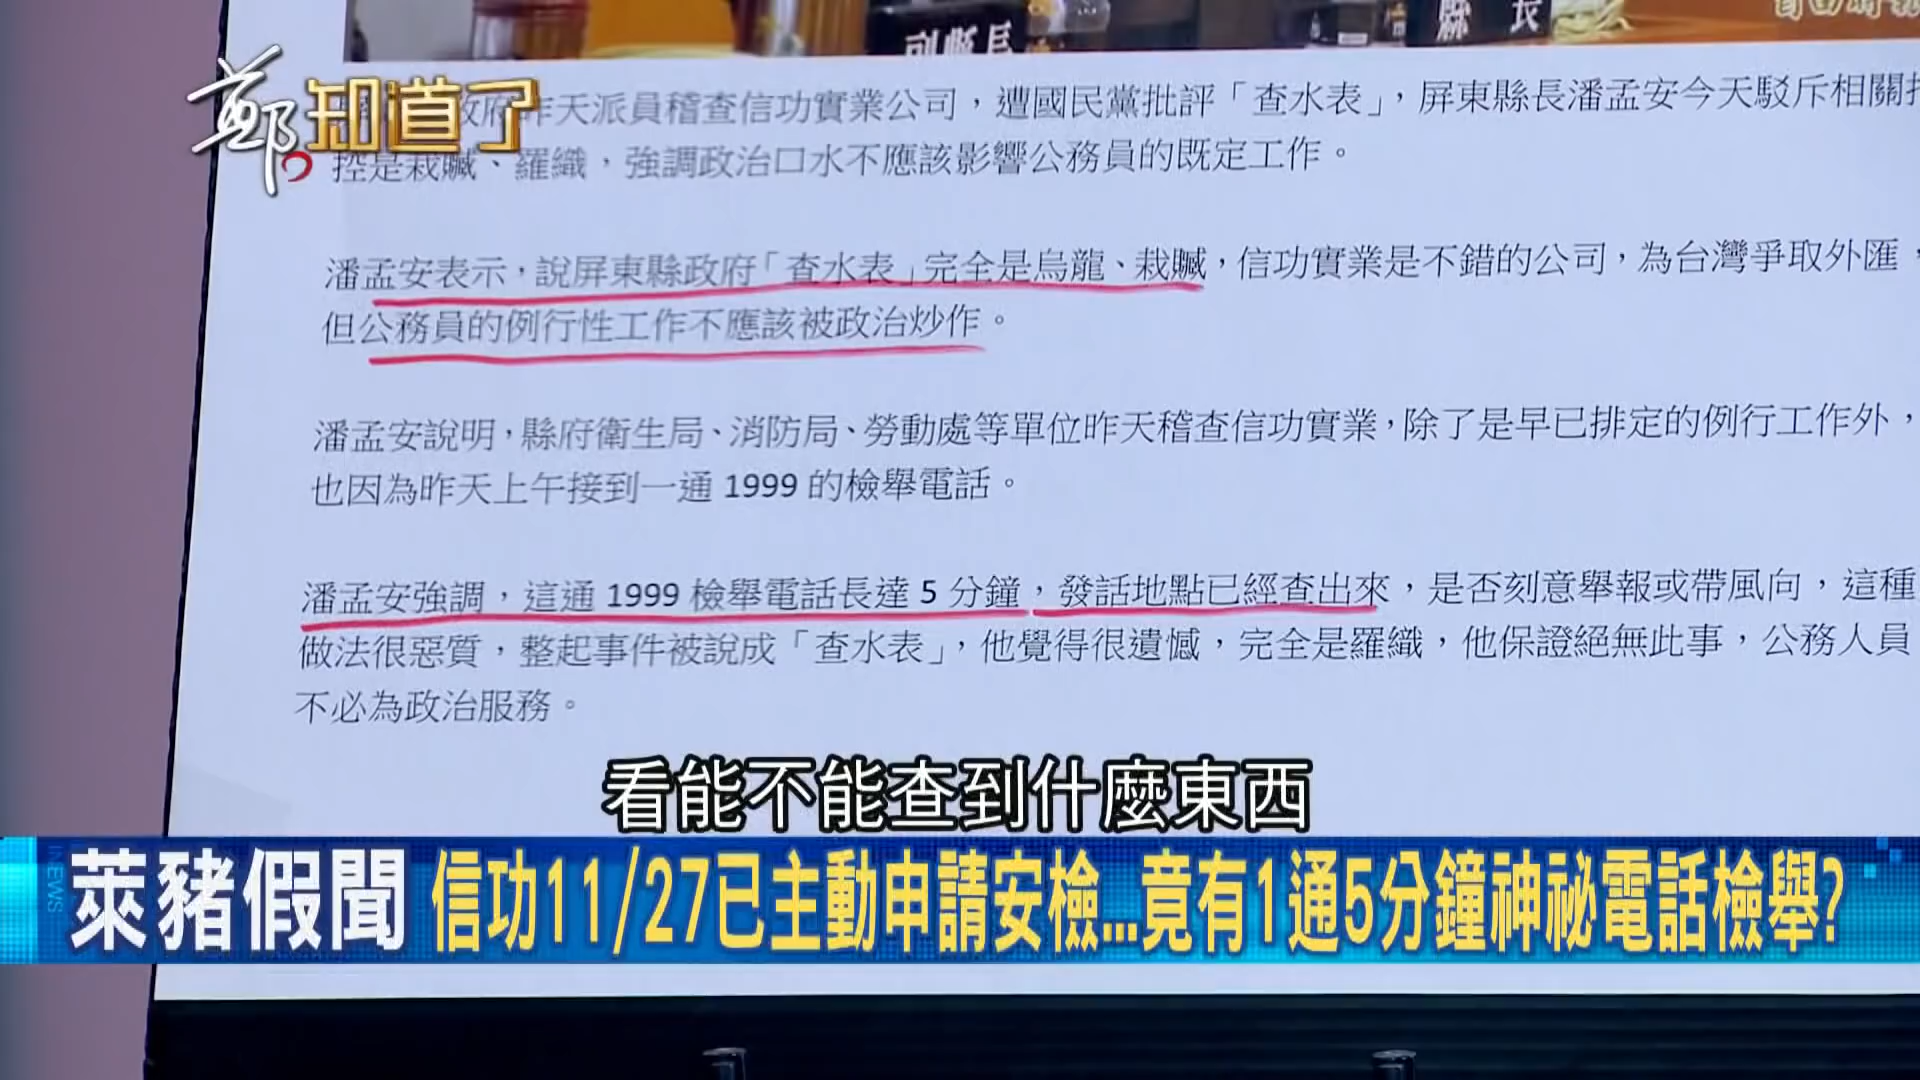 副縣長
縣長
鄭知道了
政府昨天派員稽查信功實業公司，遭國民黨批評「查水表」，屏東縣長潘孟安今天駁斥相關指
控是栽贓、羅織，強調政治口水不應該影響公務員的既定工作。
潘孟安表示，說屏東縣政府「查水表」完全是烏龍、栽贓，信功實業是不錯的公司，為台灣爭取外匯，
但公務員的例行性工作不應該被政治炒作。
潘孟安說明，縣府衛生局、消防局、勞動處等單位昨天稽查信功實業，除了是早已排定的例行工作外，
也因為昨天上午接到一通1999的檢舉電話。
潘孟安強調，這通1999檢舉電話長達5分鐘，發話地點已經查出來，是否刻意舉報或帶風向，這種
做法很惡質，整起事件被說成「查水表」，他覺得很遺憾，完全是羅織，他保證絕無此事，公務人員
不必為政治服務。
看能不能查到什麼東西
iNEWS
萊豬假聞 信功11/27已主動申請安檢...竟有1通5分鐘神祕電話檢舉?